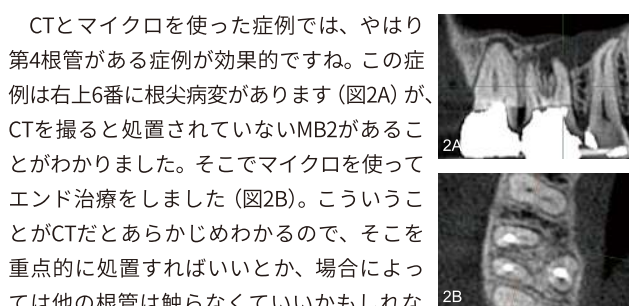 CTとマイクロを使った症例では、やはり
第4根管がある症例が効果的ですね。この症
例は右上6番に根尖病変があります（図2A）が、
CTを撮ると処置されていないMB2があるこ
とがわかりました。そこでマイクロを使って
エンド治療をしました（図2B）。こういうこ
とがCTだとあらかじめわかるので、そこを
重点的に処置すればいいとか、場合によっ
ては他の根管は触らなくていいかもしれな
2A
2B